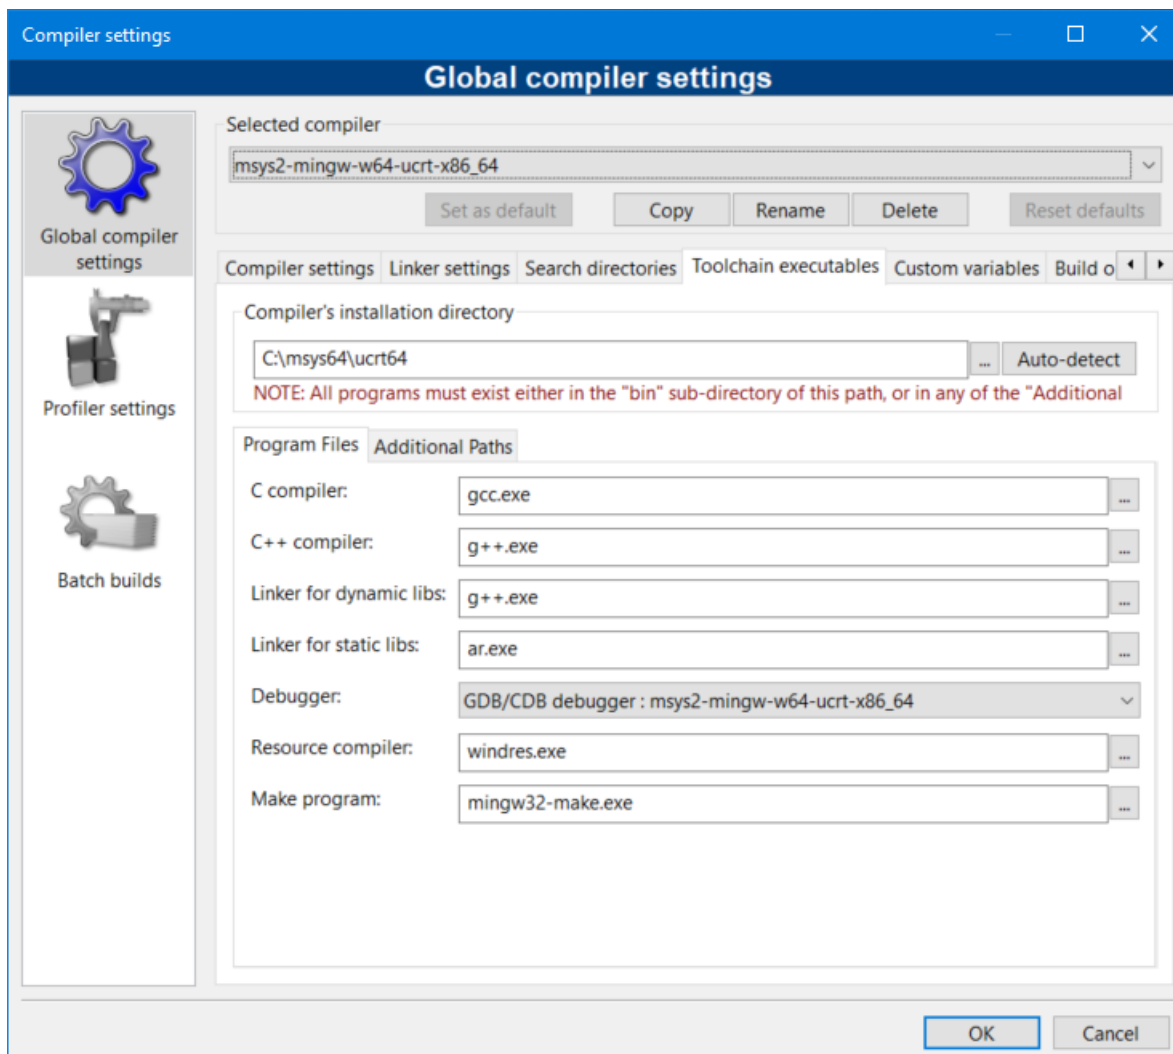 Compiler settings
Global compiler settings
Global compiler
settings
Profiler settings
Batch builds
Selected compiler
msys2-mingw-w64-ucrt-x86_64
Set as default Copy Rename Delete Reset defaults
Compiler settings Linker settings Search directories Toolchain executables Custom variables Build o
Compiler's installation directory
C:\msys64\ucrt64 ... Auto-detect
NOTE: All programs must exist either in the "bin" sub-directory of this path, or in any of the "Additional
Program Files Additional Paths
C compiler: gcc.exe ...
C++ compiler: g++.exe ...
Linker for dynamic libs: g++.exe ...
Linker for static libs: ar.exe ...
Debugger: GDB/CDB debugger : msys2-mingw-w64-ucrt-x86_64
Resource compiler: windres.exe ...
Make program: mingw32-make.exe ...
OK Cancel